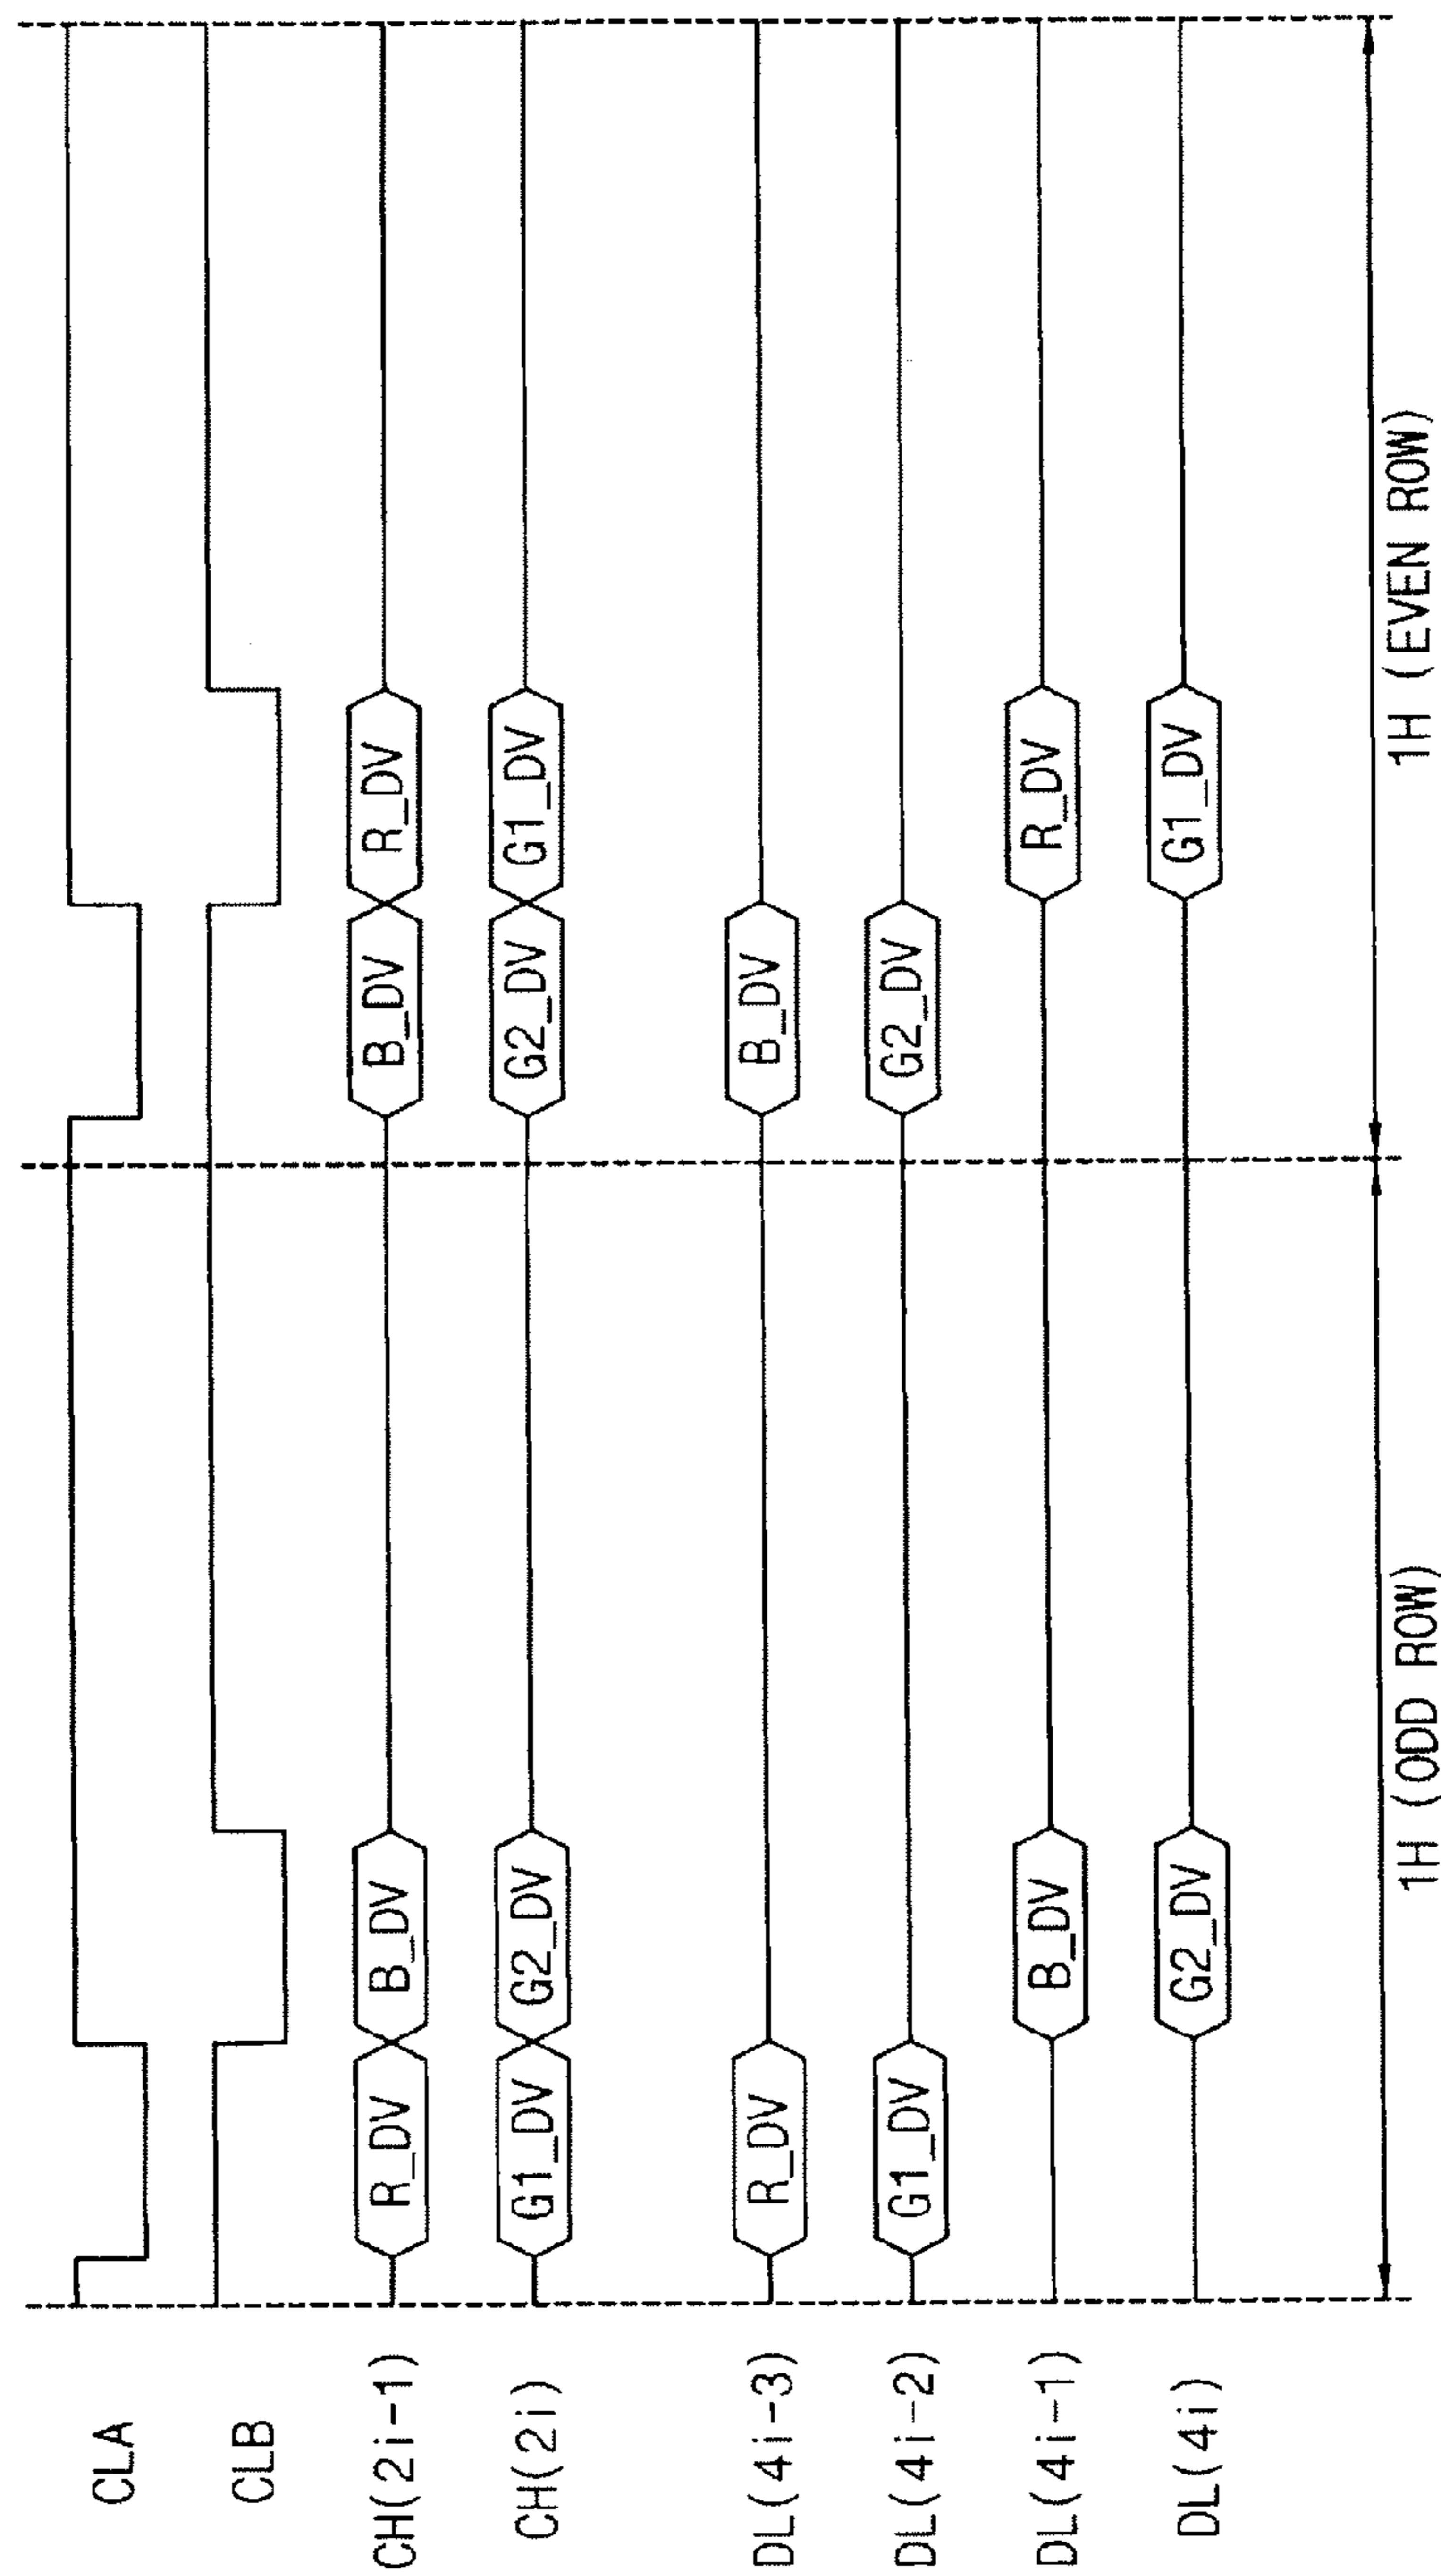 CLA
CLB
CH(2i-1)
R_DV
B_DV
B_DV
R_DV
CH(2i)
G1_DV
G2_DV
G2_DV
G1_DV
DL(4i-3)
R_DV
B_DV
DL(4i-2)
G1_DV
G2_DV
DL(4i-1)
B_DV
R_DV
DL(4i)
G2_DV
G1_DV
1H (ODD ROW)
1H (EVEN ROW)